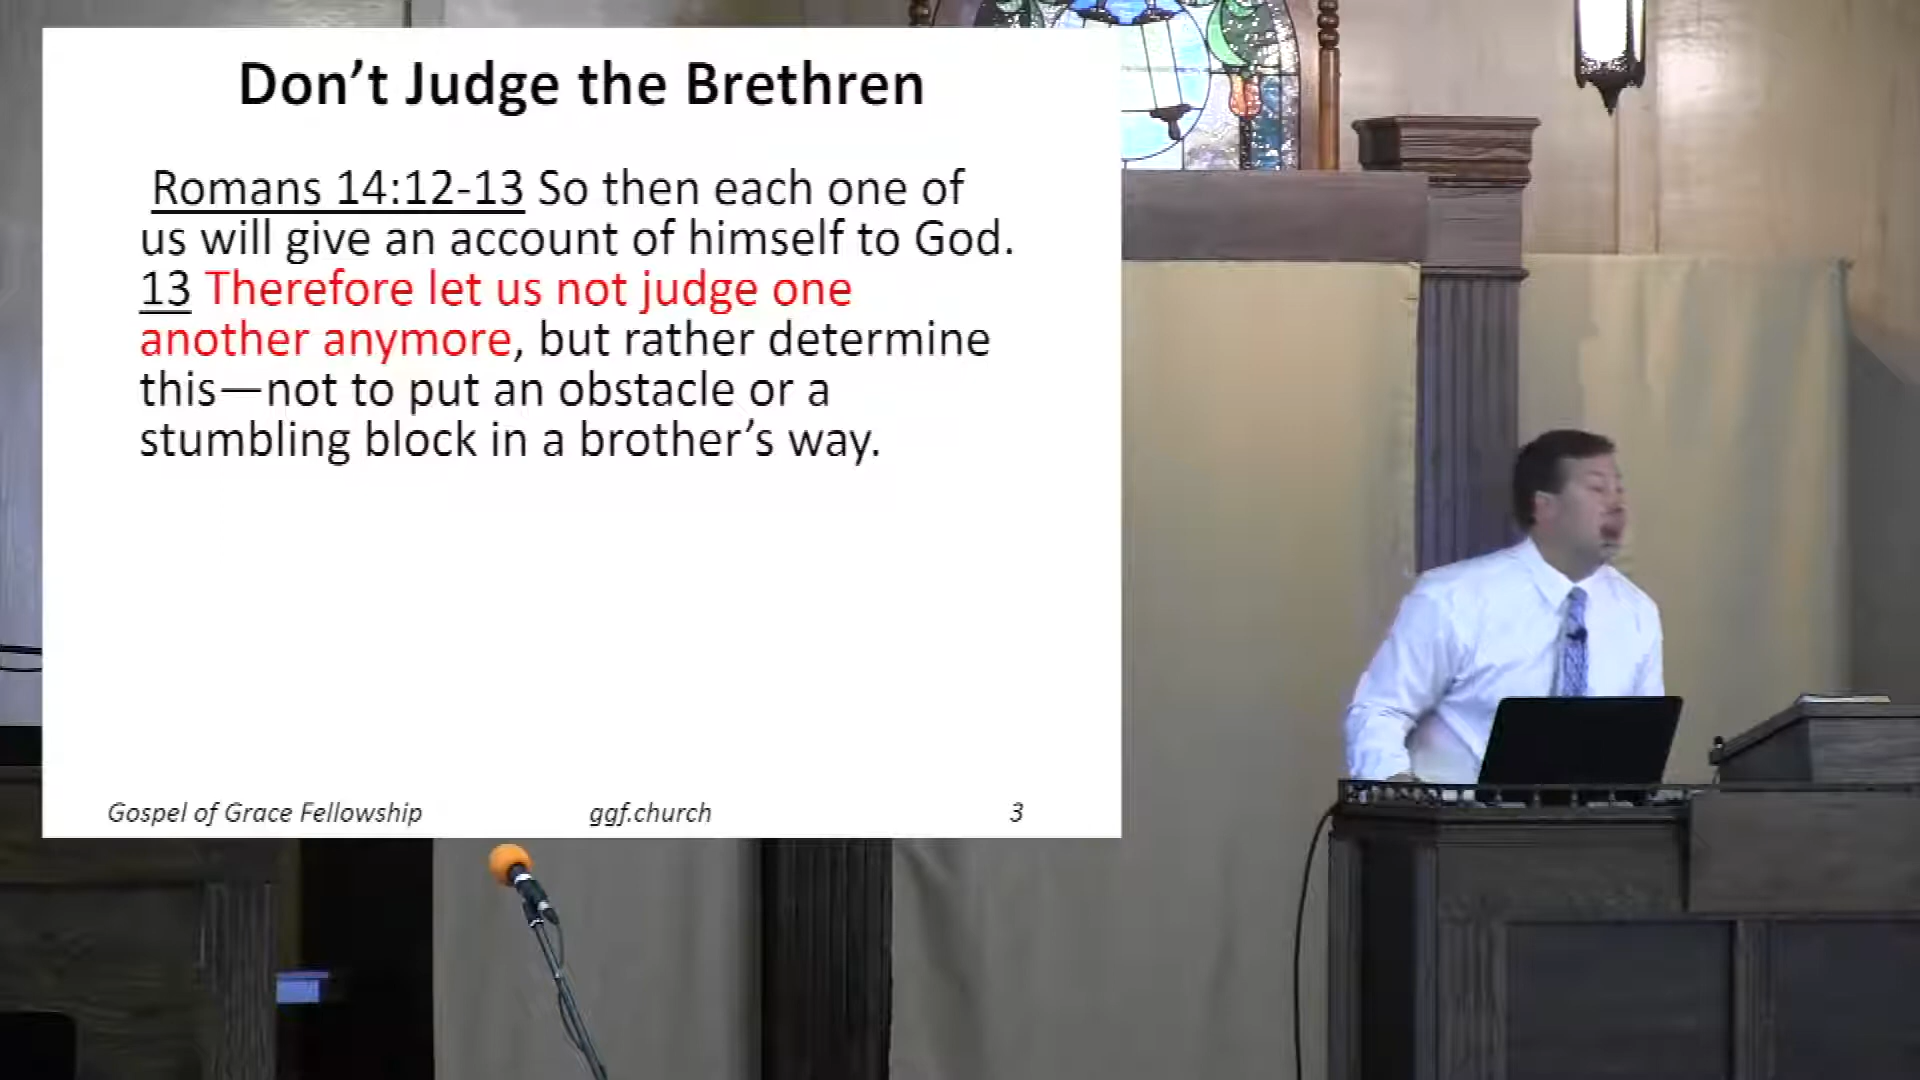 Don’t Judge the Brethren
Romans 14:12-13 So then each one of
us will give an account of himself to God.
13 Therefore let us not judge one
another anymore, but rather determine
this—not to put an obstacle or a
stumbling block in a brother’s way.
Gospel of Grace Fellowship ggf.church 3